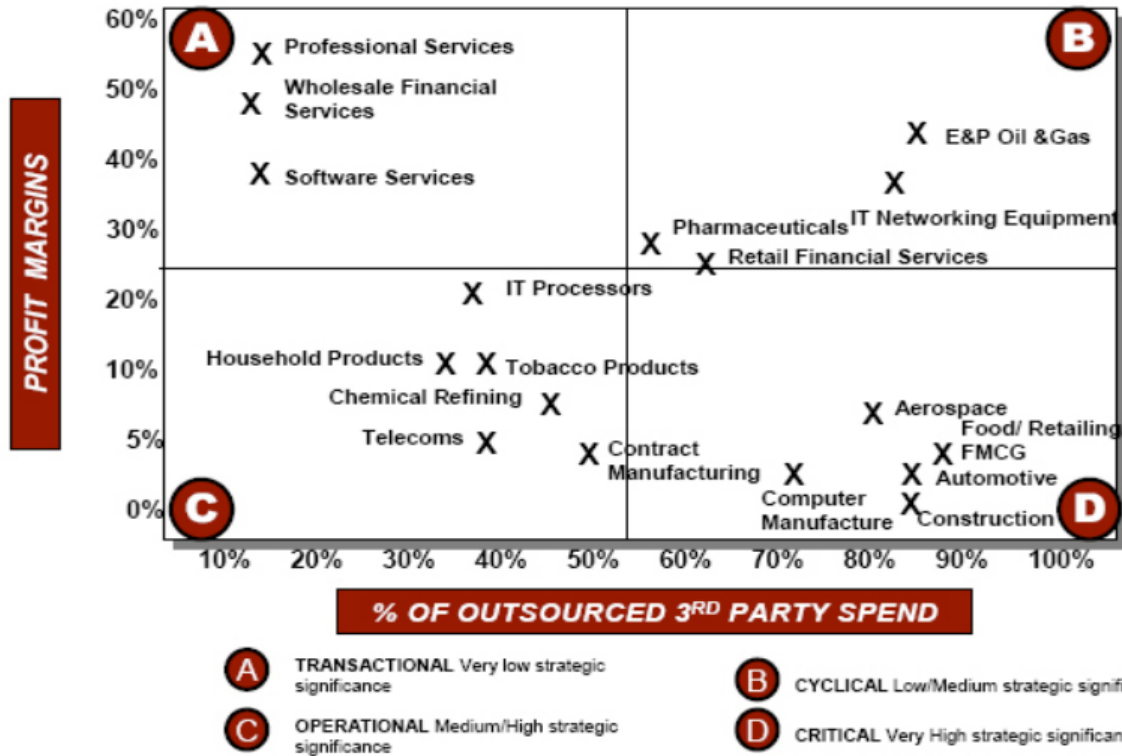 60%
A
B
X Professional Services
50%
X Wholesale Financial
Services
PROFIT MARGINS
X E&P Oil &Gas
40%
X Software Services
X
IT Networking Equipment
30%
X Pharmaceuticals
X Retail Financial Services
20%
X IT Processors
10%
Household Products X X Tobacco Products
Chemical Refining X
X Aerospace
5%
Telecoms X
Food/ Retailing
X FMCG
X Contract
Manufacturing
X X Automotive
0%
C
Computer
Manufacture
X Construction
D
10% 20% 30% 40% 50% 60% 70% 80% 90% 100%
% OF OUTSOURCED 3RD PARTY SPEND
A TRANSACTIONAL Very low strategic
significance
B CYCLICAL Low/Medium strategic signifi
C OPERATIONAL Medium/High strategic
significance
D CRITICAL Very High strategic significan